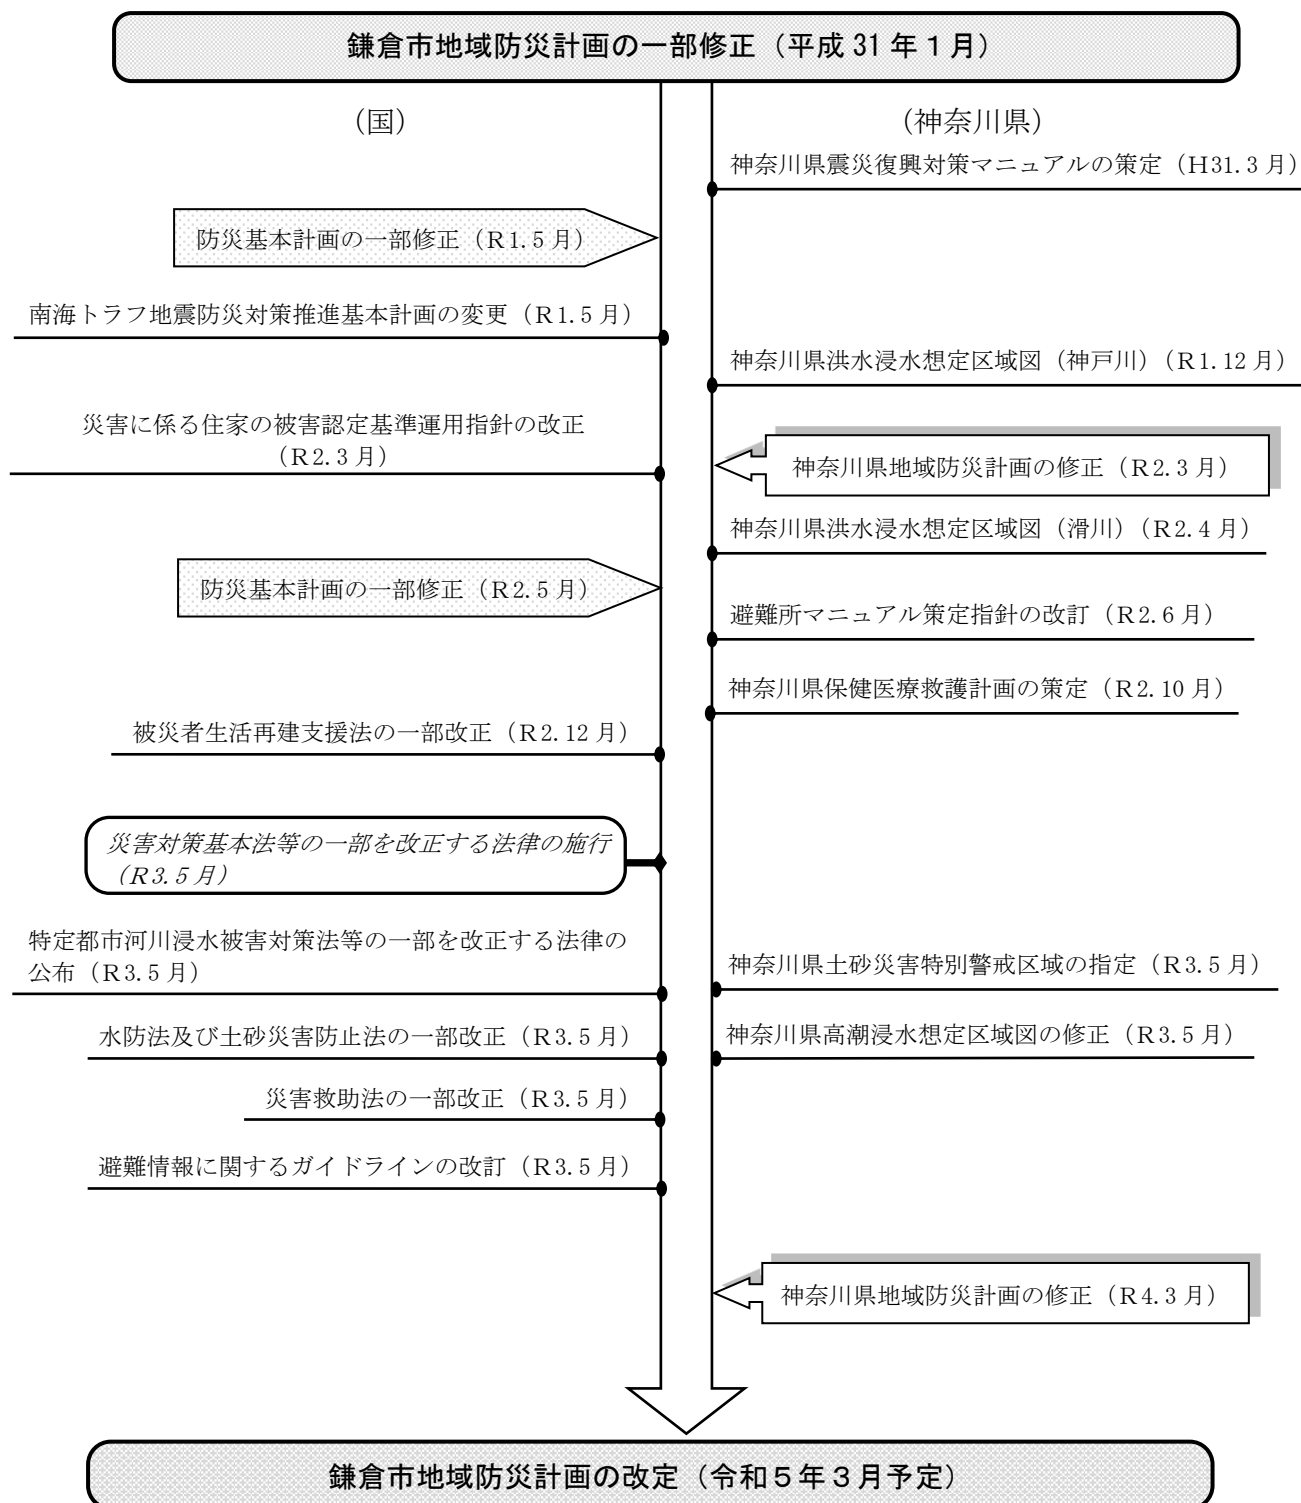 鎌倉市地域防災計画の一部修正（平成31年１月）
（国）
（神奈川県）
神奈川県震災復興対策マニュアルの策定（H31.3月）
防災基本計画の一部修正（R1.5月）
南海トラフ地震防災対策推進基本計画の変更（R1.5月）
神奈川県洪水浸水想定区域図（神戸川）（R1.12月）
災害に係る住家の被害認定基準運用指針の改正
（R2.3月）
神奈川県地域防災計画の修正（R2.3月）
神奈川県洪水浸水想定区域図（滑川）（R2.4月）
防災基本計画の一部修正（R2.5月）
避難所マニュアル策定指針の改訂（R2.6月）
神奈川県保健医療救護計画の策定（R2.10月）
被災者生活再建支援法の一部改正（R2.12月）
災害対策基本法等の一部を改正する法律の施行
（R3.5月）
特定都市河川浸水被害対策法等の一部を改正する法律の
公布（R3.5月）
神奈川県土砂災害特別警戒区域の指定（R3.5月）
水防法及び土砂災害防止法の一部改正（R3.5月）
神奈川県高潮浸水想定区域図の修正（R3.5月）
災害救助法の一部改正（R3.5月）
避難情報に関するガイドラインの改訂（R3.5月）
神奈川県地域防災計画の修正（R4.3月）
鎌倉市地域防災計画の改定（令和５年３月予定）